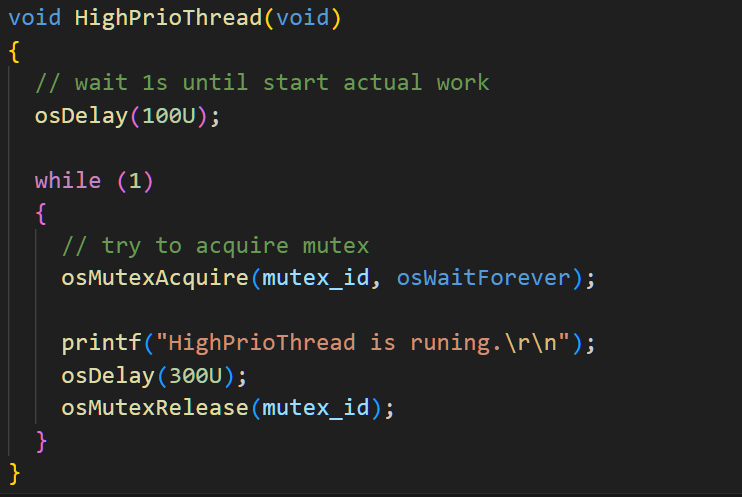 void HighPrioThread(void)
{
  // wait 1s until start actual work
  osDelay(100U);

  while (1)
  {
    // try to acquire mutex
    osMutexAcquire(mutex_id, osWaitForever);

    printf("HighPrioThread is runing.\r\n");
    osDelay(300U);
    osMutexRelease(mutex_id);
  }
}